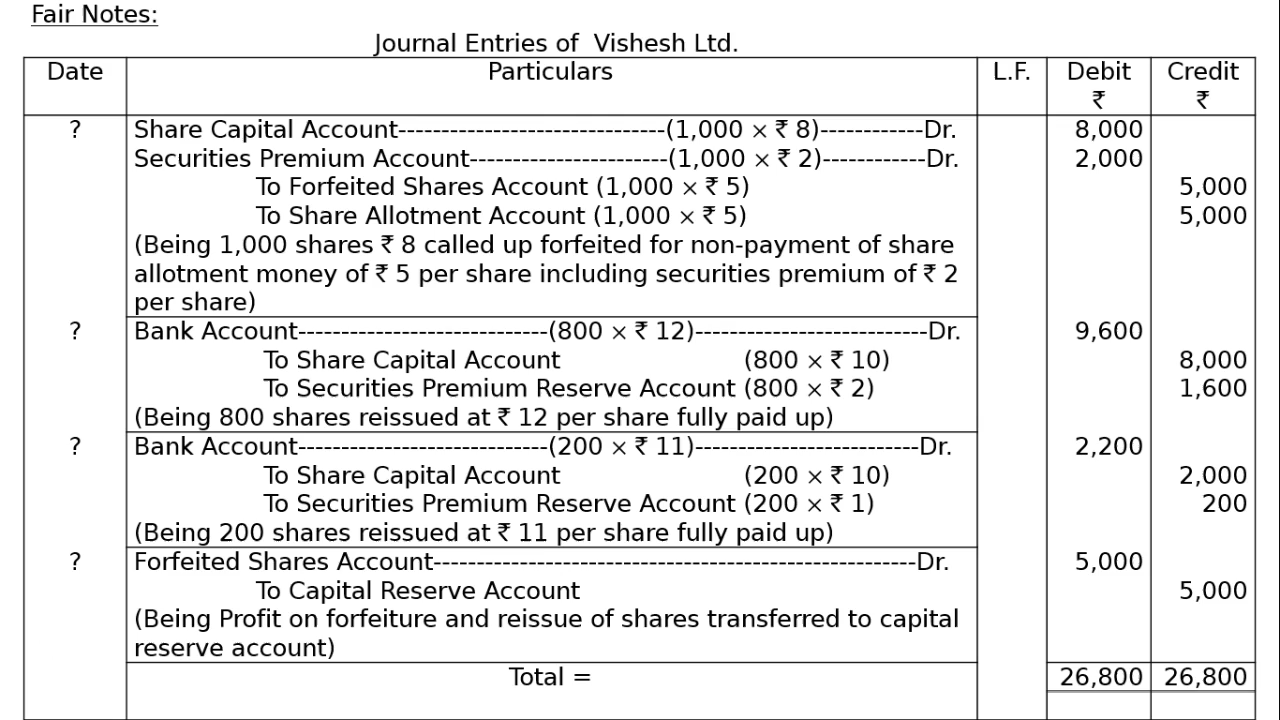 Fair Notes:
Journal Entries of  Vishesh Ltd.
Date Particulars L.F. Debit ₹ Credit ₹
? Share Capital Account-------------------------------(1,000 × ₹ 8)------------Dr. 8,000
Securities Premium Account-----------------------(1,000 × ₹ 2)------------Dr. 2,000
To Forfeited Shares Account (1,000 × ₹ 5) 5,000
To Share Allotment Account (1,000 × ₹ 5) 5,000
(Being 1,000 shares ₹ 8 called up forfeited for non-payment of share
allotment money of ₹ 5 per share including securities premium of ₹ 2
per share)
? Bank Account-----------------------------(800 × ₹ 12)---------------------------Dr. 9,600
To Share Capital Account (800 × ₹ 10) 8,000
To Securities Premium Reserve Account (800 × ₹ 2) 1,600
(Being 800 shares reissued at ₹ 12 per share fully paid up)
? Bank Account-----------------------------(200 × ₹ 11)--------------------------Dr. 2,200
To Share Capital Account (200 × ₹ 10) 2,000
To Securities Premium Reserve Account (200 × ₹ 1) 200
(Being 200 shares reissued at ₹ 11 per share fully paid up)
? Forfeited Shares Account--------------------------------------------------------Dr. 5,000
To Capital Reserve Account 5,000
(Being Profit on forfeiture and reissue of shares transferred to capital
reserve account)
Total = 26,800 26,800